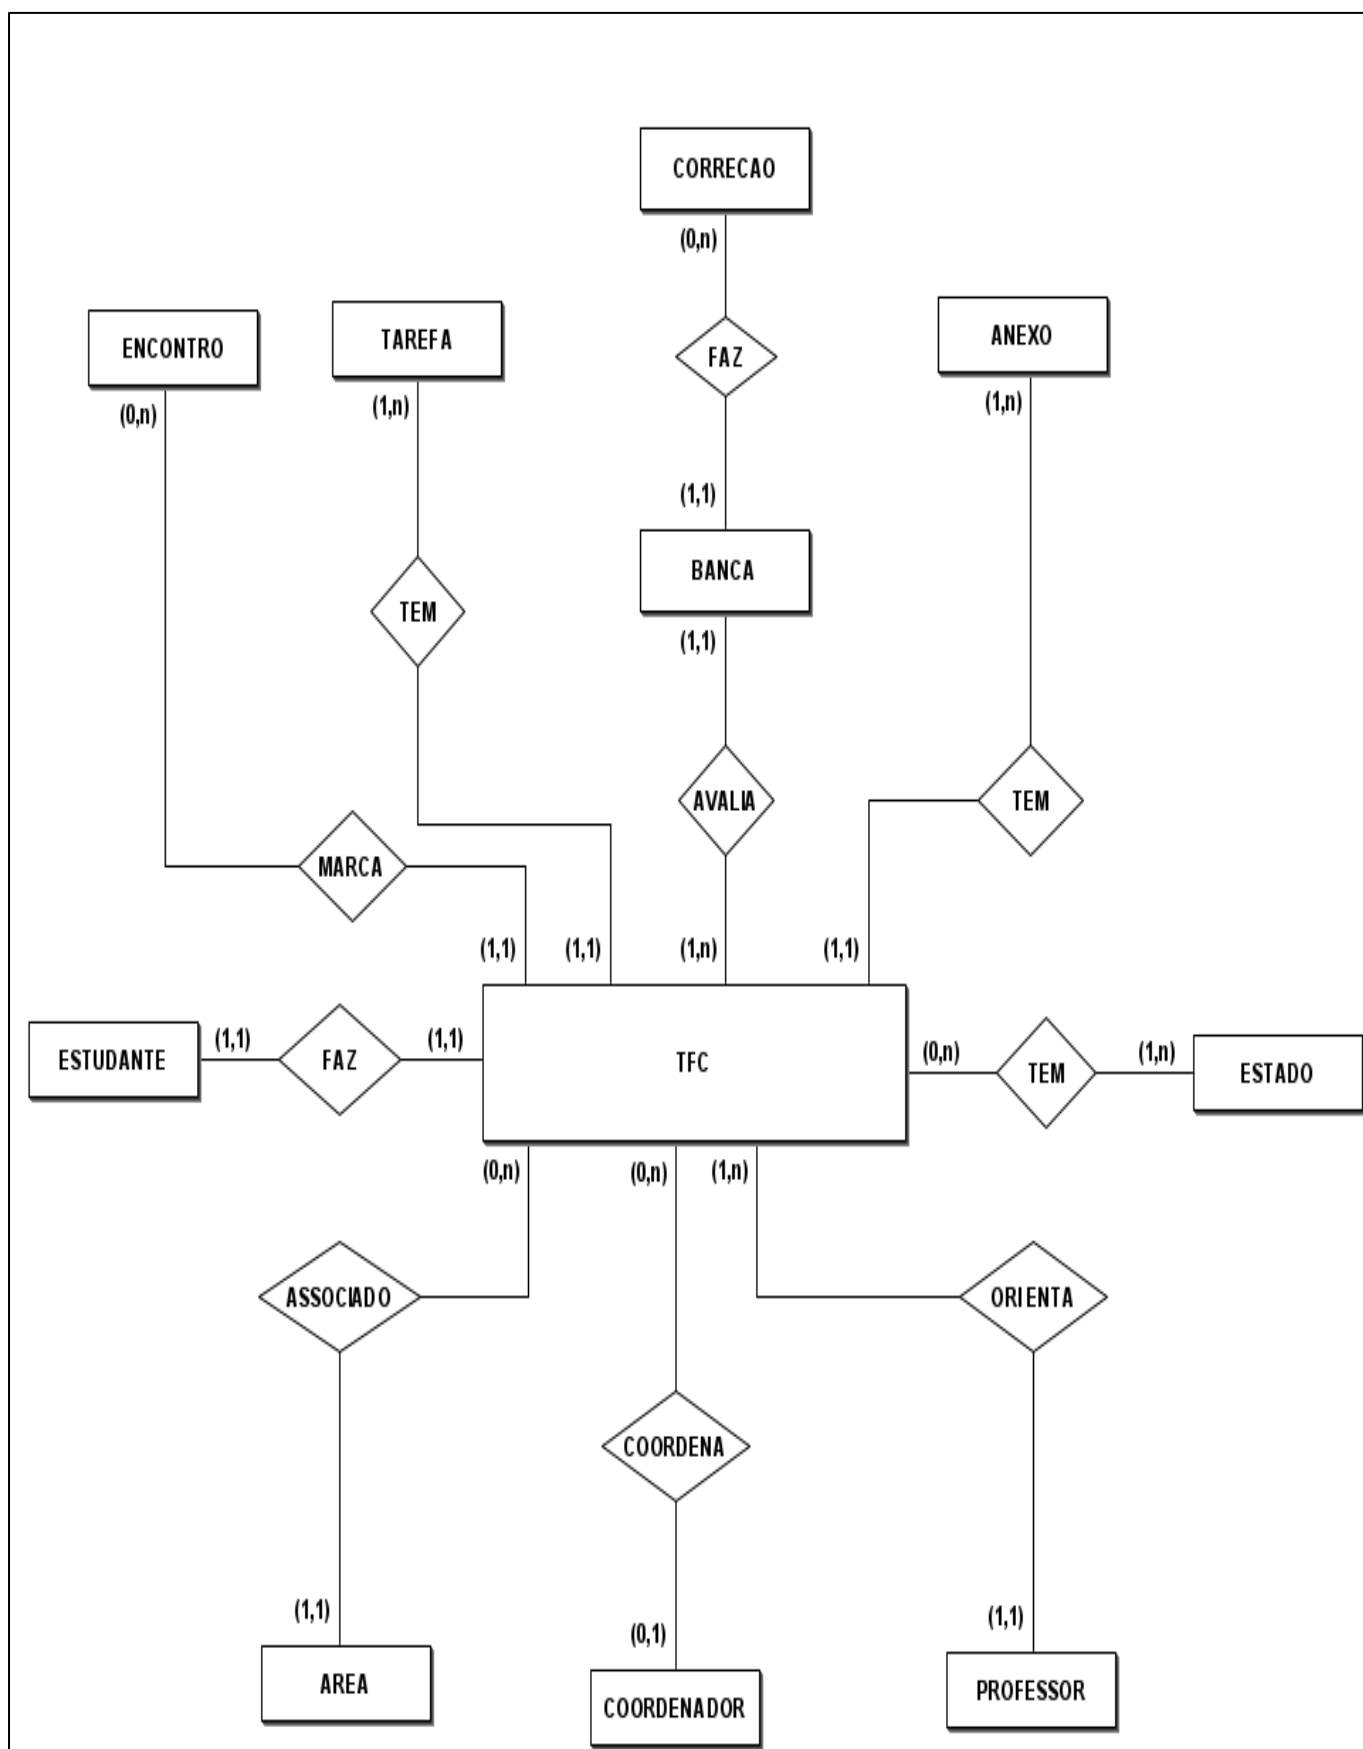 CORRECAO
(0,n)
ENCONTRO
TAREFA
FAZ
ANEXO
(0,n)
(1,n)
(1,n)
(1,1)
BANCA
TEM
(1,1)
AVALIA
TEM
MARCA
(1,1)
(1,1)
(1,n)
(1,1)
ESTUDANTE
(1,1)
FAZ
(1,1)
TFC
(0,n)
TEM
(1,n)
ESTADO
(0,n)
(0,n)
(1,n)
ASSOCIADO
ORIENTA
COORDENA
(1,1)
(0,1)
(1,1)
AREA
COORDENADOR
PROFESSOR